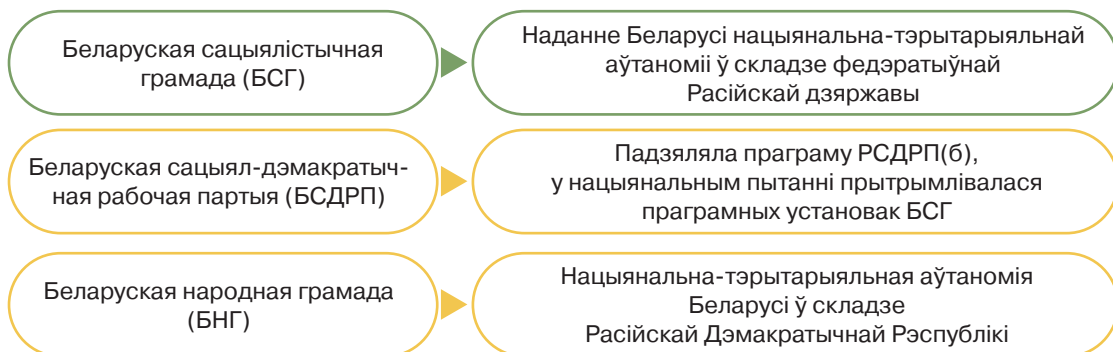 Беларуская сацыялістычная
грамада (БСГ)
Наданне Беларусі нацыянальна-тэрытарыяльнай
аўтаноміі ў складзе федэратыўнай
Расійскай дзяржавы
Беларуская сацыял-дэмакратыч-
ная рабочая партыя (БСДРП)
Падзяляла праграму РСДРП(б),
у нацыянальным пытанні прытрымлівалася
праграмных установак БСГ
Беларуская народная грамада
(БНГ)
Нацыянальна-тэрытарыяльная аўтаномія
Беларусі ў складзе
Расійскай Дэмакратычнай Рэспублікі